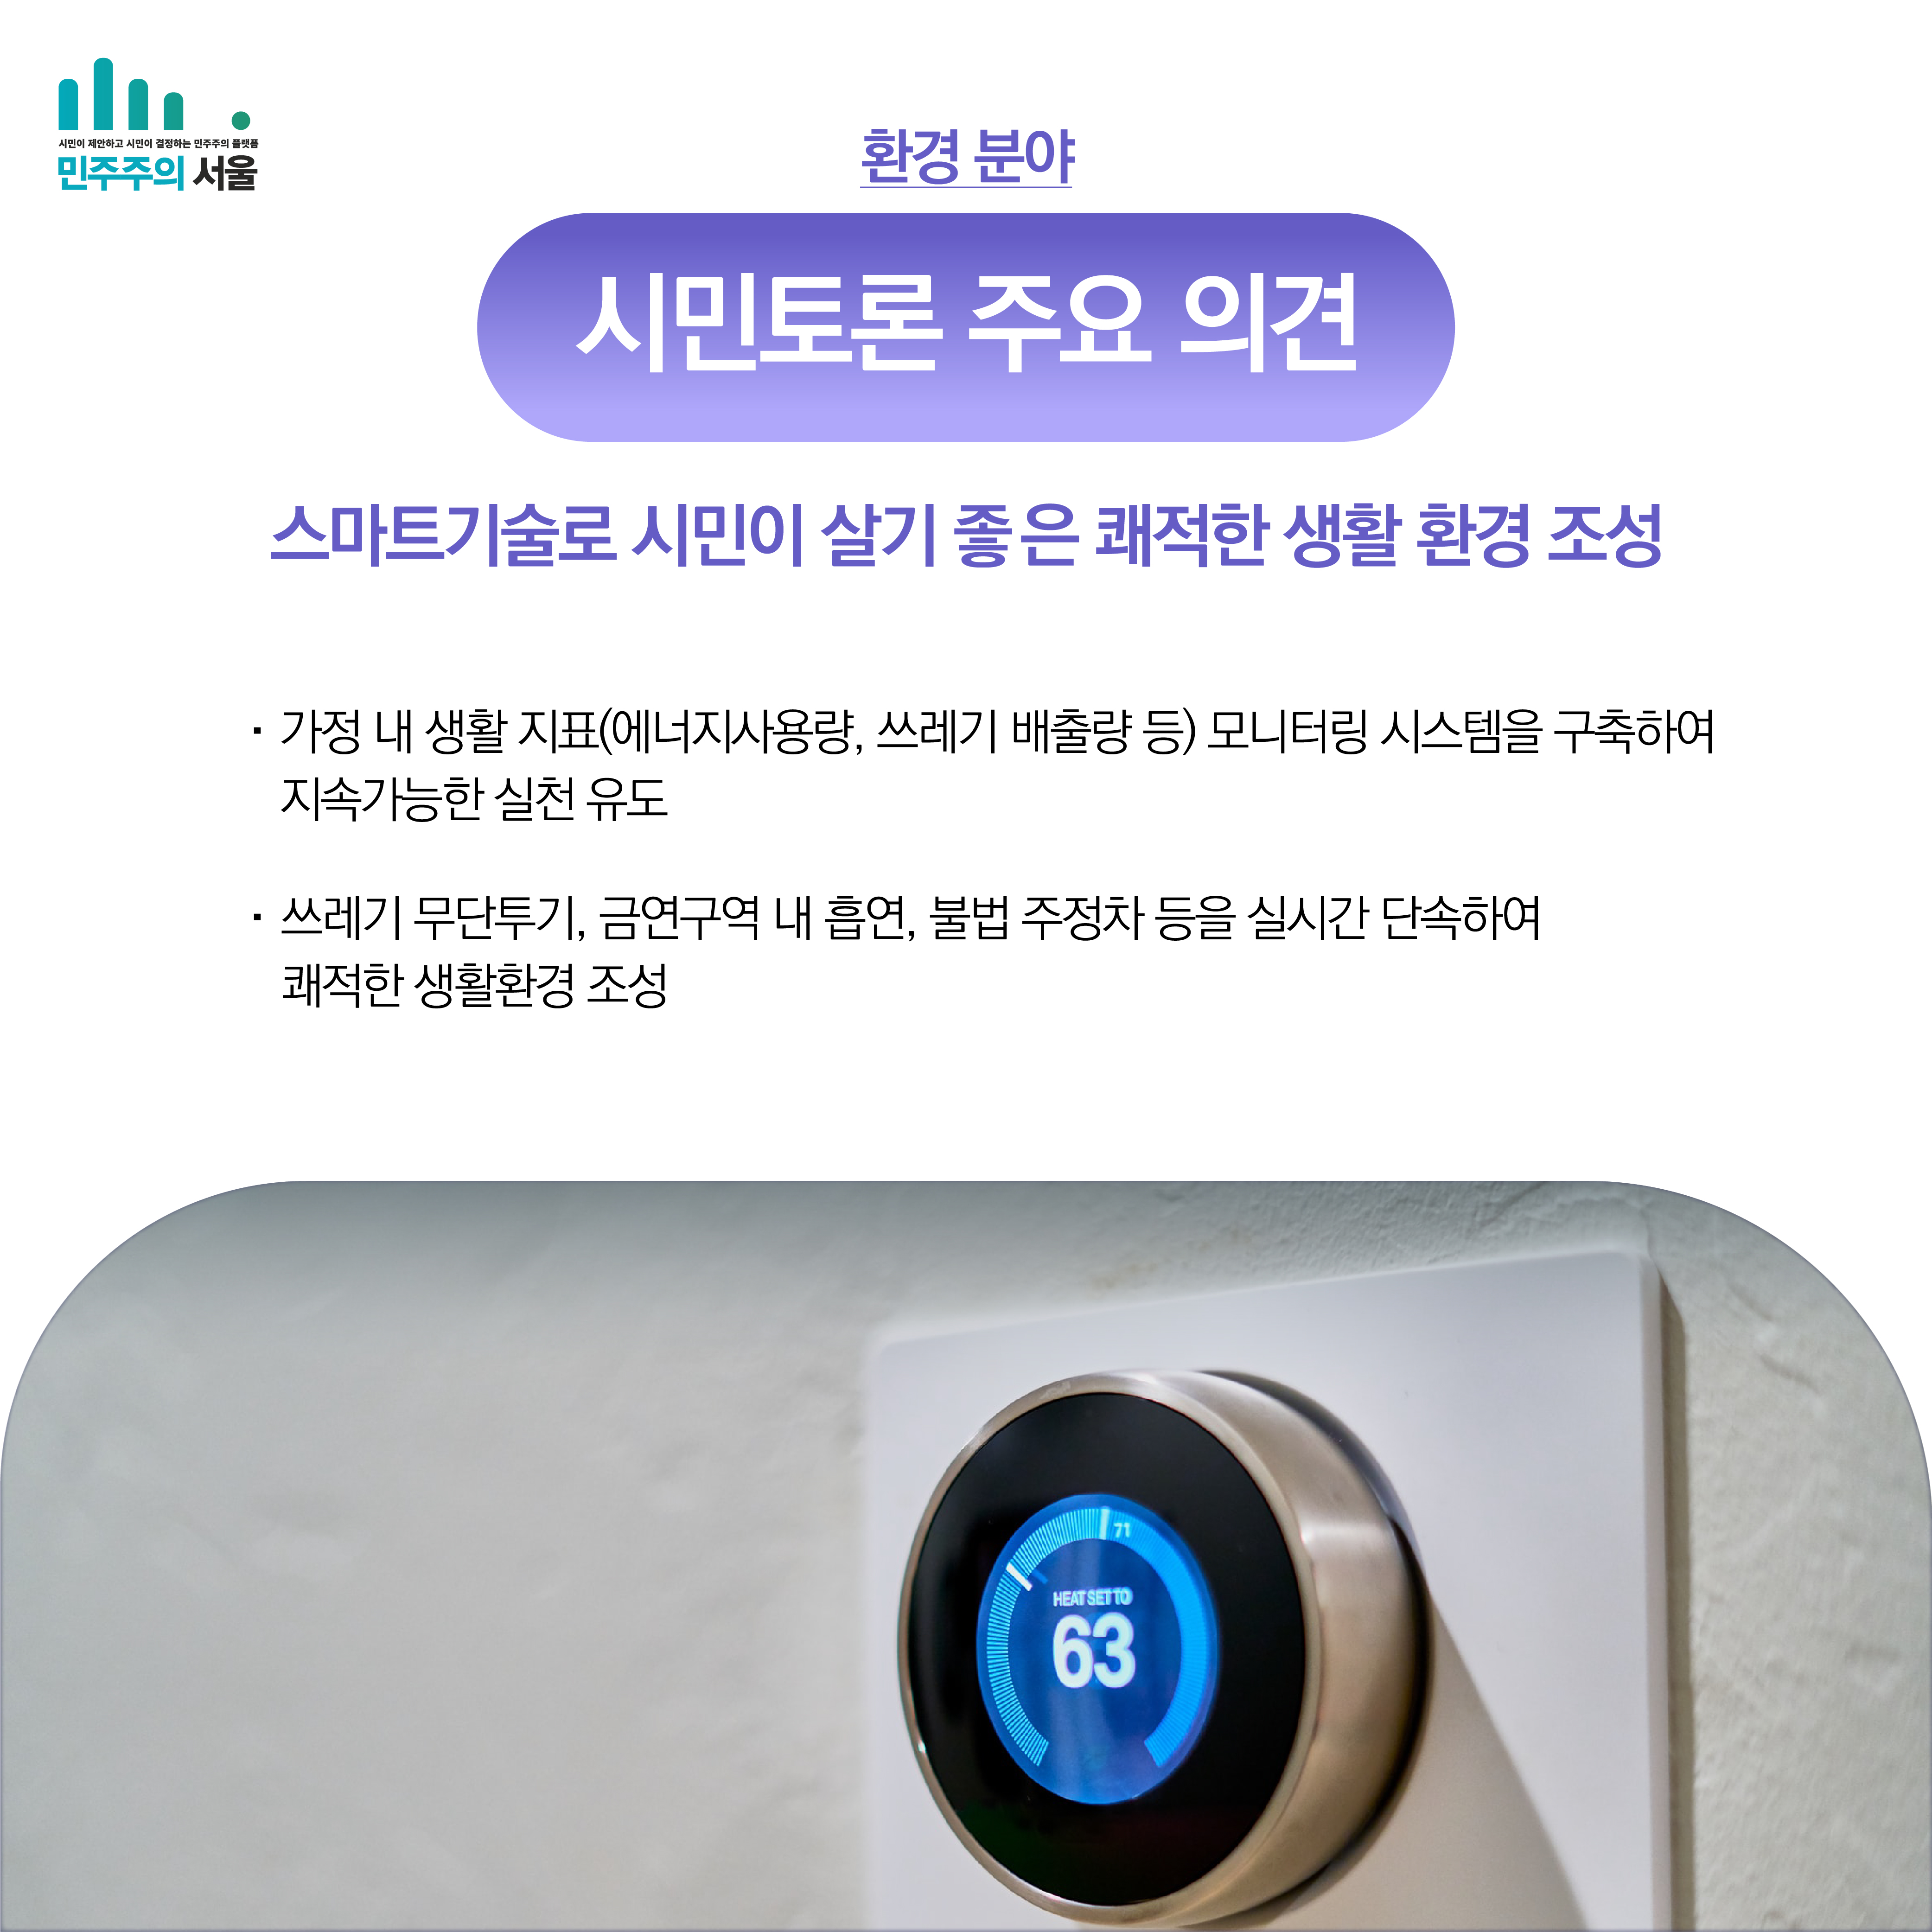 시민이 제안하고 시민이 결정하는 민주주의 플랫폼
민주주의 서울
환경 분야
시민토론 주요 의견
스마트기술로 시민이 살기 좋은 쾌적한 생활 환경 조성
· 가정 내 생활 지표(에너지사용량, 쓰레기 배출량 등) 모니터링 시스템을 구축하여
지속가능한 실천 유도
· 쓰레기 무단투기, 금연구역 내 흡연, 불법 주정차 등을 실시간 단속하여
쾌적한 생활환경 조성
71
HEAT SET TO
63